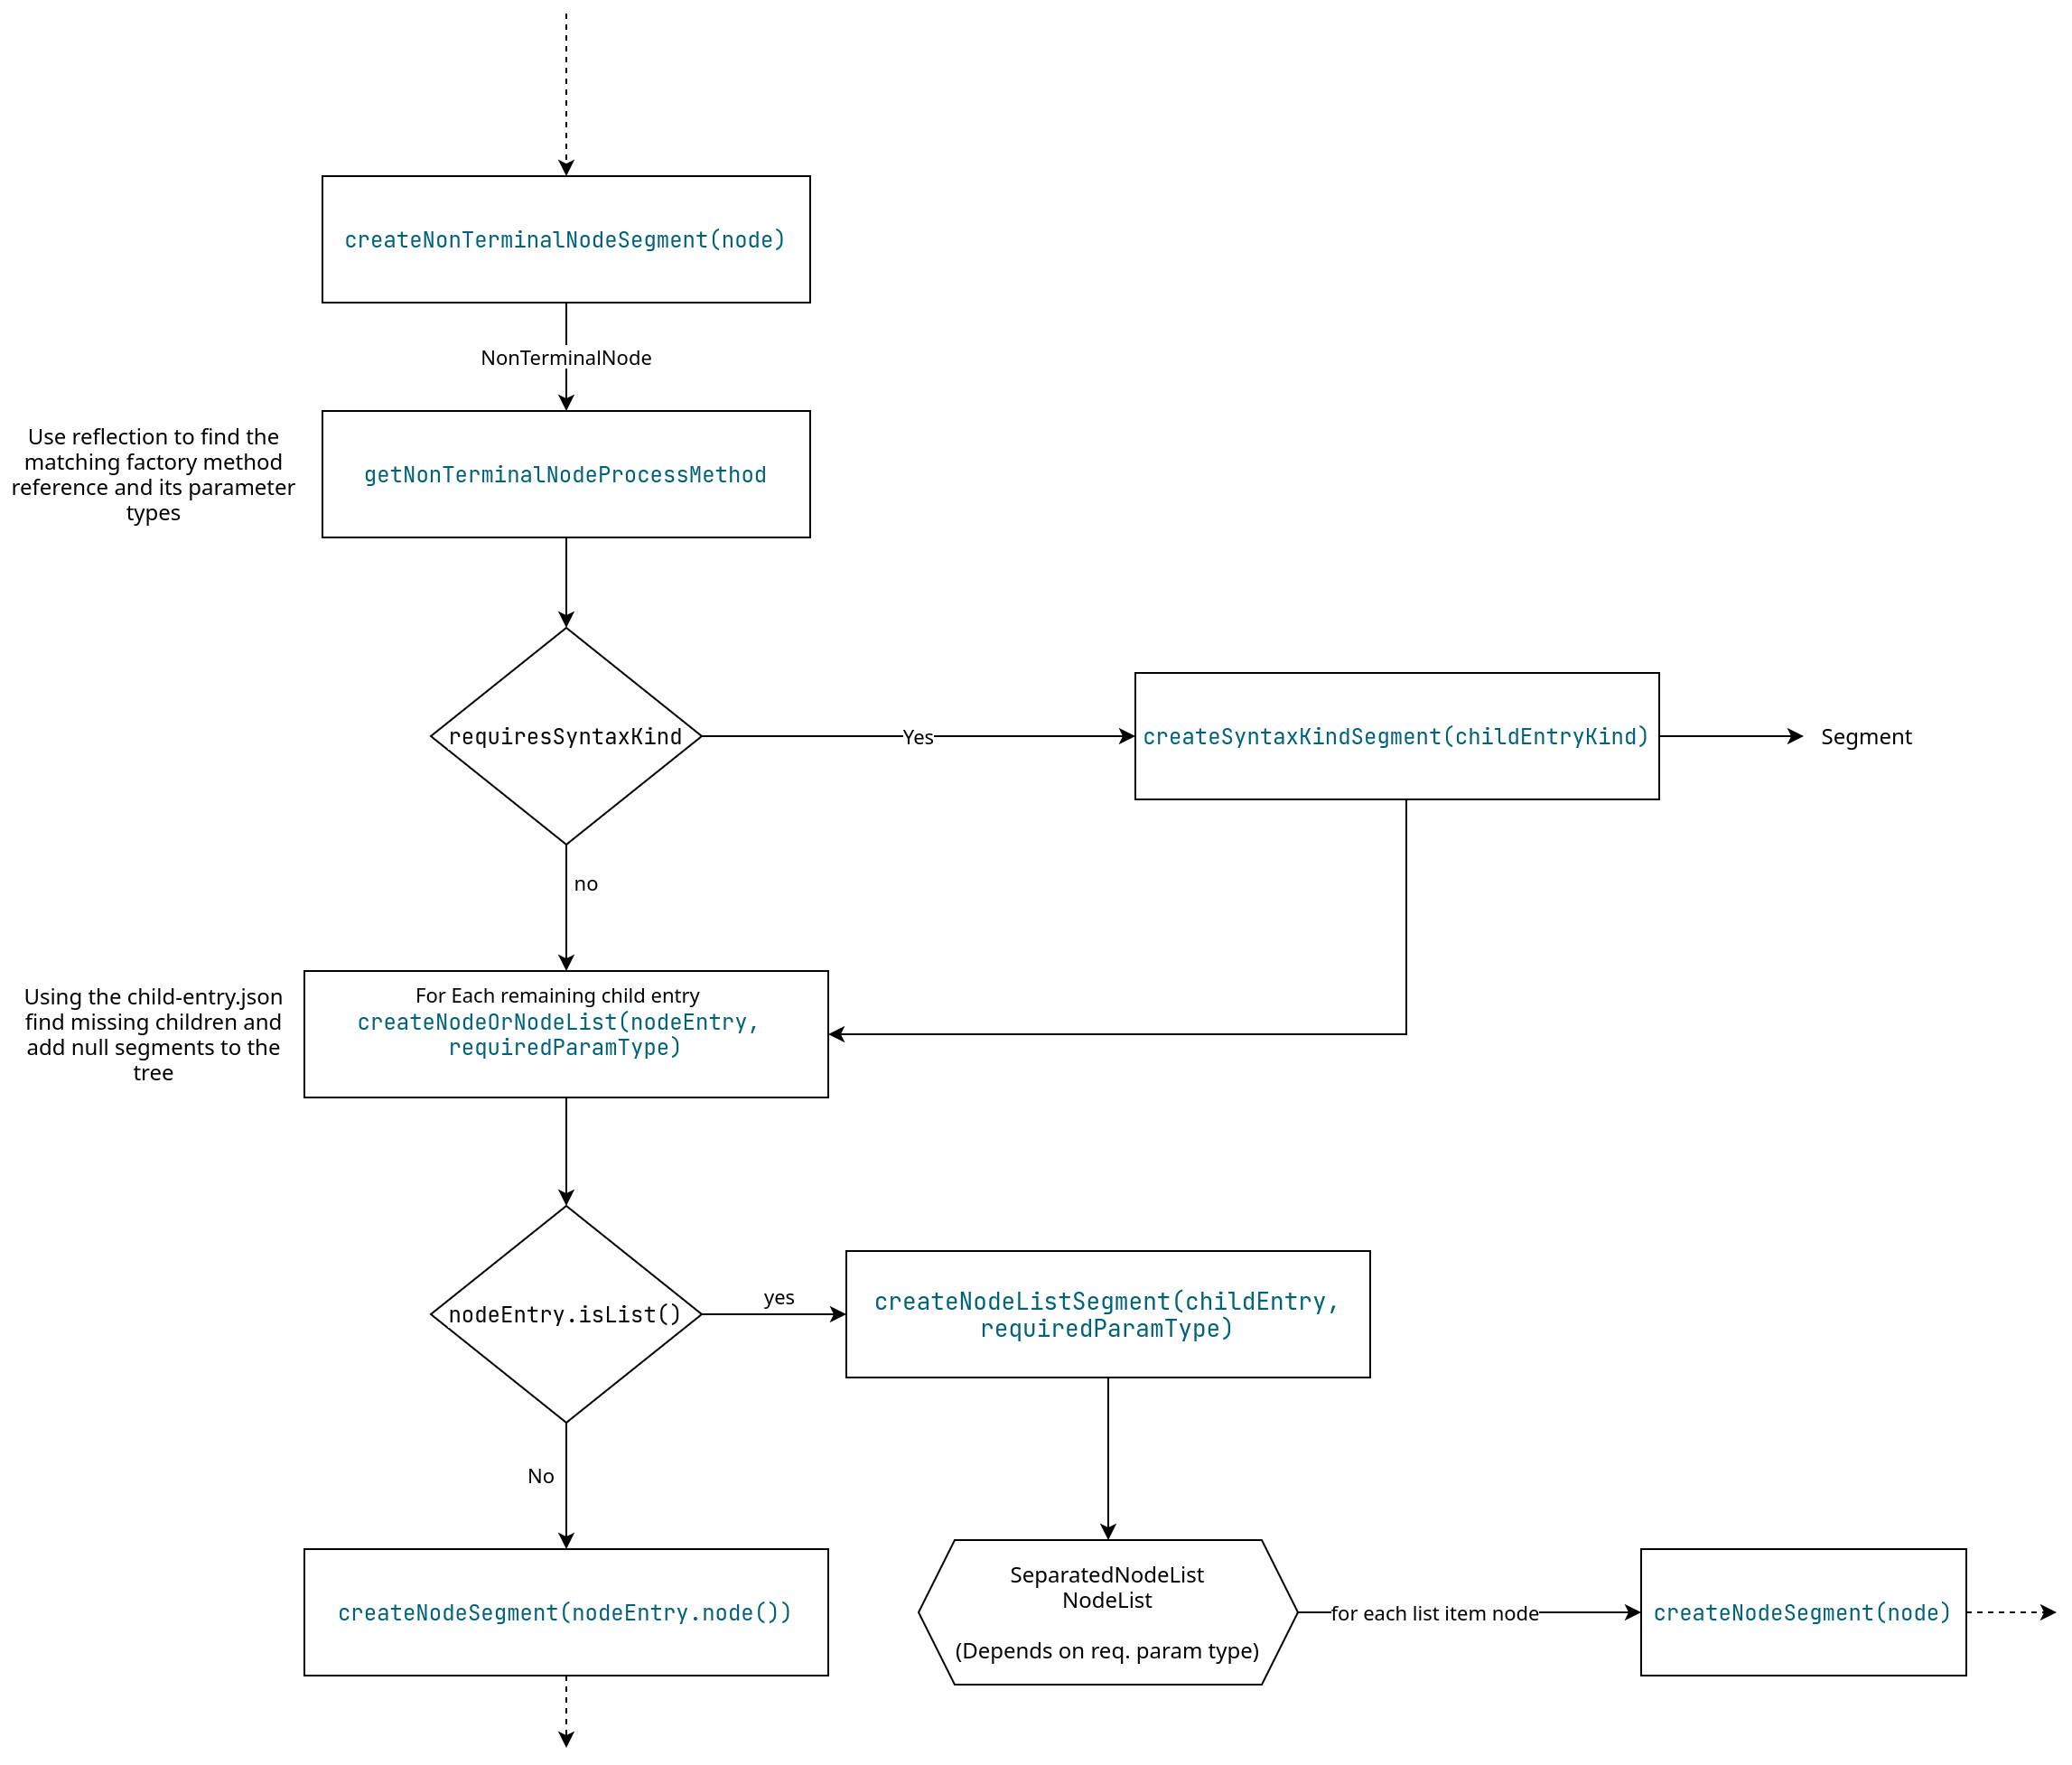 createNonTerminalNodeSegment(node)
NonTerminalNode
Use reflection to find the
matching factory method
reference and its parameter
types
getNonTerminalNodeProcessMethod
requiresSyntaxKind
Yes
createSyntaxKindSegment(childEntryKind)
Segment
no
Using the child-entry.json
find missing children and
add null segments to the
tree
For Each remaining child entry
createNodeOrNodeList(nodeEntry,
requiredParamType)
nodeEntry.isList()
yes
createNodeListSegment(childEntry,
requiredParamType)
No
createNodeSegment(nodeEntry.node())
SeparatedNodeList
NodeList
(Depends on req. param type)
for each list item node
createNodeSegment(node)